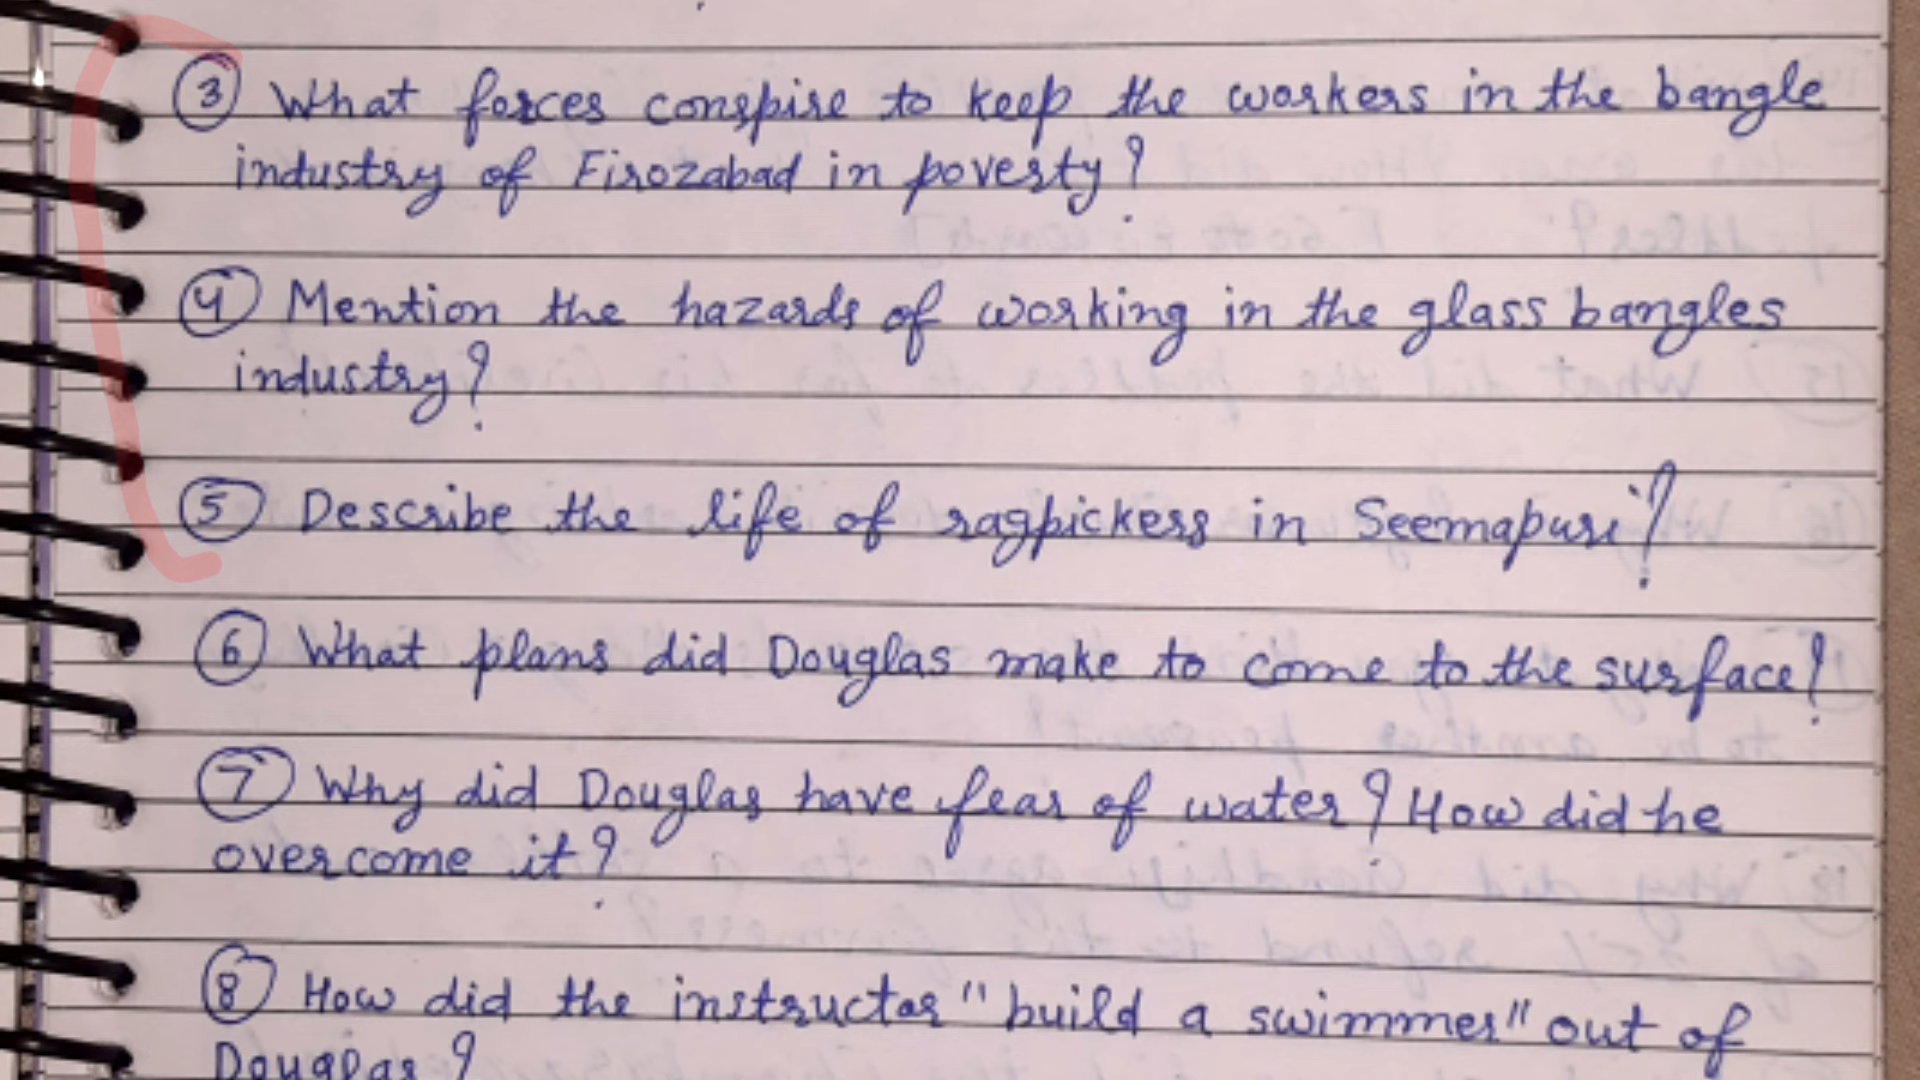 ③ What forces conspire to keep the workers in the bangle
industry of Firozabad in poverty?
④ Mention the hazards of working in the glass bangles
industry?
⑤ Describe the life of ragpickers in Seemapuri?
⑥ What plans did Douglas make to come to the surface?
⑦ Why did Douglas have fear of water? How did he
overcome it?
⑧ How did the instructor "build a swimmer" out of
Douglas?